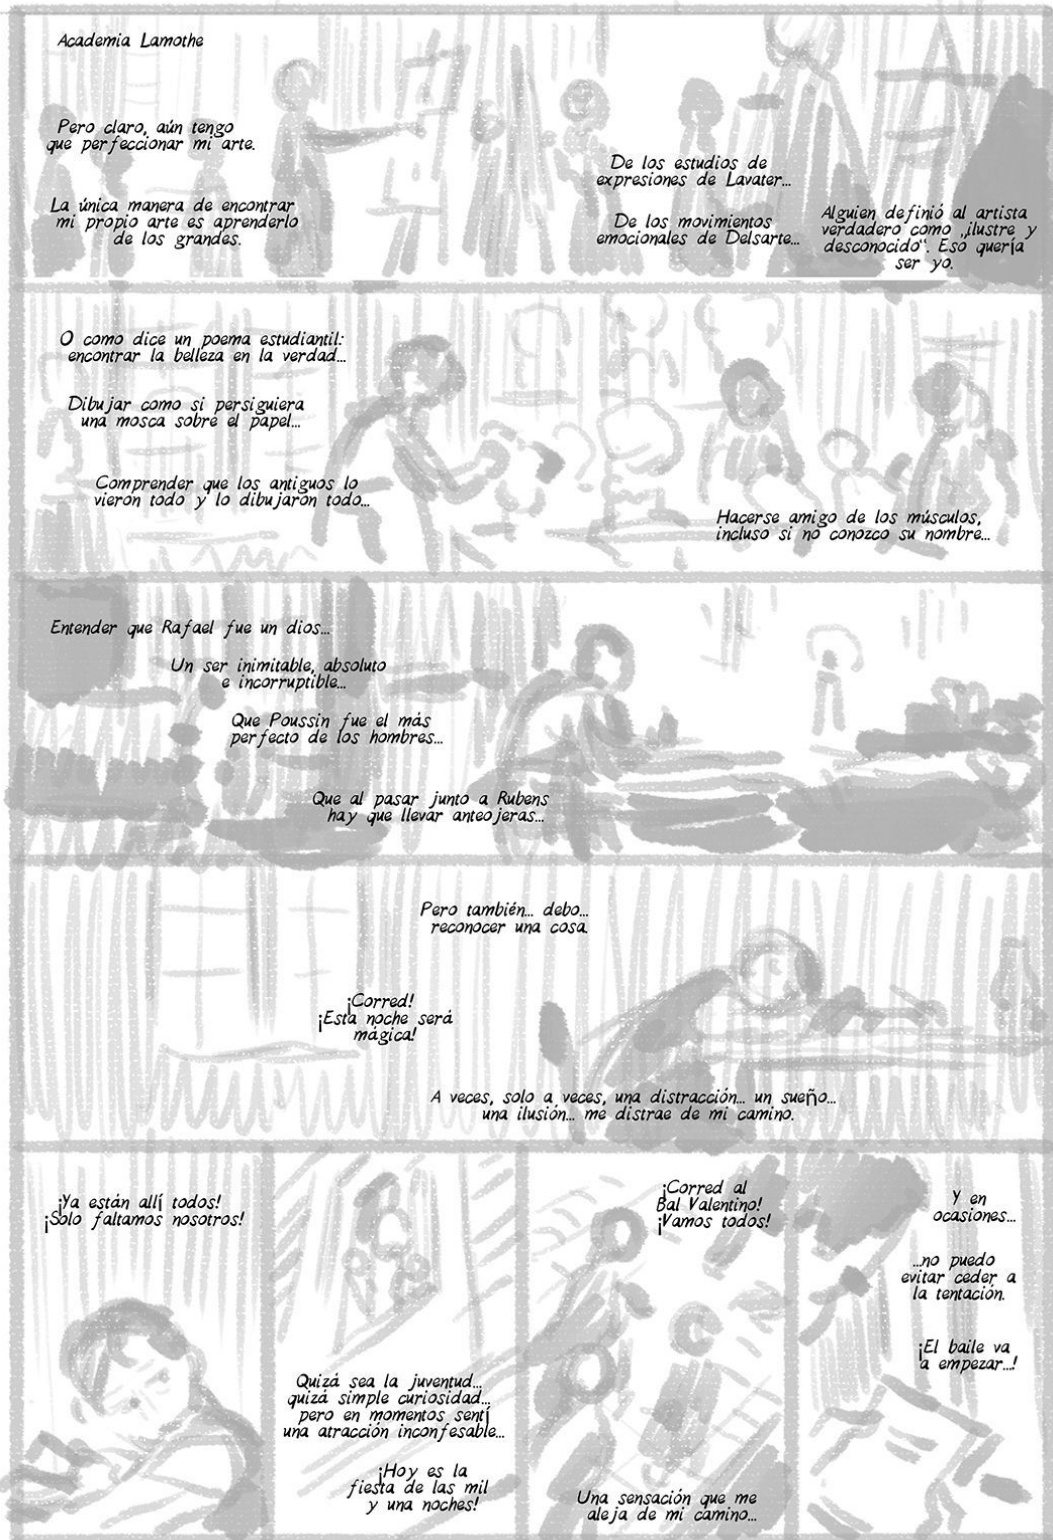 Academia Lamothe
Pero claro, aún tengo
que perfeccionar mi arte.
La única manera de encontrar
mi propio arte es aprenderlo
de los grandes.
De los estudios de
expresiones de Lavater...
De los movimientos
emocionales de Delsarte...
Alguien definió al artista
verdadero como „ilustre y
desconocido“. Eso quería
ser yo.
O como dice un poema estudiantil:
encontrar la belleza en la verdad...
Dibujar como si persiguiera
una mosca sobre el papel...
Comprender que los antiguos lo
vieron todo y lo dibujaron todo...
Hacerse amigo de los músculos,
incluso si no conozco su nombre...
Entender que Rafael fue un dios...
Un ser inimitable, absoluto
e incorruptible...
Que Poussin fue el más
perfecto de los hombres...
Que al pasar junto a Rubens
hay que llevar anteojeras...
Pero también... debo...
reconocer una cosa.
¡Corred!
¡Esta noche será
mágica!
A veces, solo a veces, una distracción... un sueño...
una ilusión... me distrae de mi camino.
¡Ya están allí todos!
¡Solo faltamos nosotros!
Quizá sea la juventud...
quizá simple curiosidad...
pero en momentos sentí
una atracción inconfesable...
¡Hoy es la
fiesta de las mil
y una noches!
¡Corred al
Bal Valentino!
¡Vamos todos!
Una sensación que me
aleja de mi camino...
Y en
ocasiones...
...no puedo
evitar ceder a
la tentación.
¡El baile va
a empezar...!